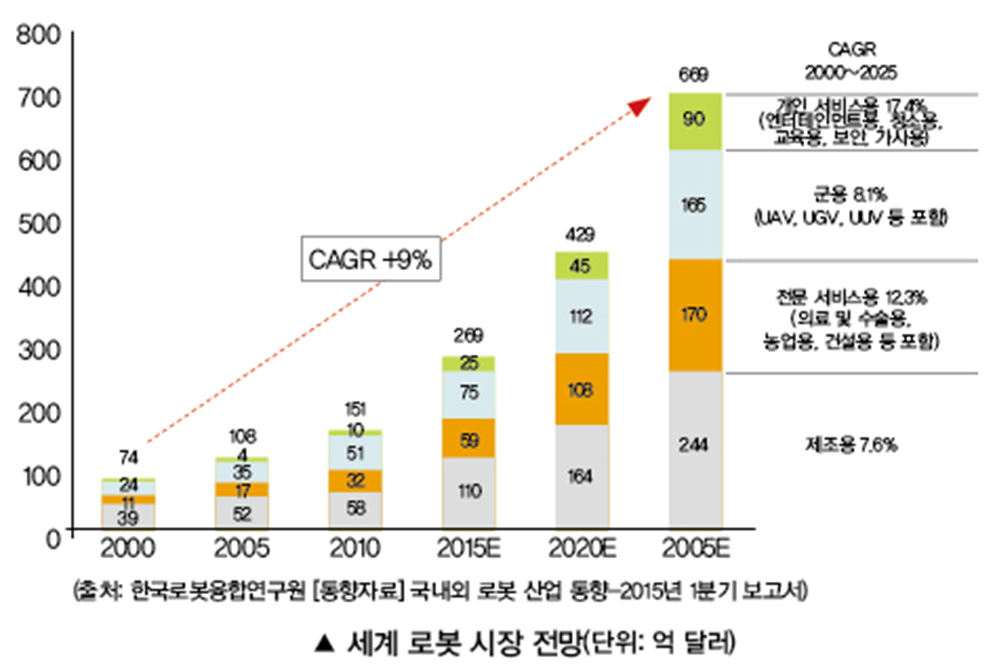 800
700
600
500
400
300
200
100
0
CAGR +9%
74
24
11
39
2000
108
4
35
17
52
2005
151
10
51
32
58
2010
269
25
75
59
110
2015E
429
45
112
108
164
2020E
669
90
165
170
244
2005E
CAGR
2000~2025
개인 서비스용 17.4%
(엔터테인먼트용, 청소용,
교육용, 보안, 가사용)
군용 8.1%
(UAV, UGV, UUV 등 포함)
전문 서비스용 12.3%
(의료 및 수술용,
농업용, 건설용 등 포함)
제조용 7.6%
(출처: 한국로봇융합연구원 [동향자료] 국내외 로봇 산업 동향-2015년 1분기 보고서)
▲ 세계 로봇 시장 전망(단위: 억 달러)